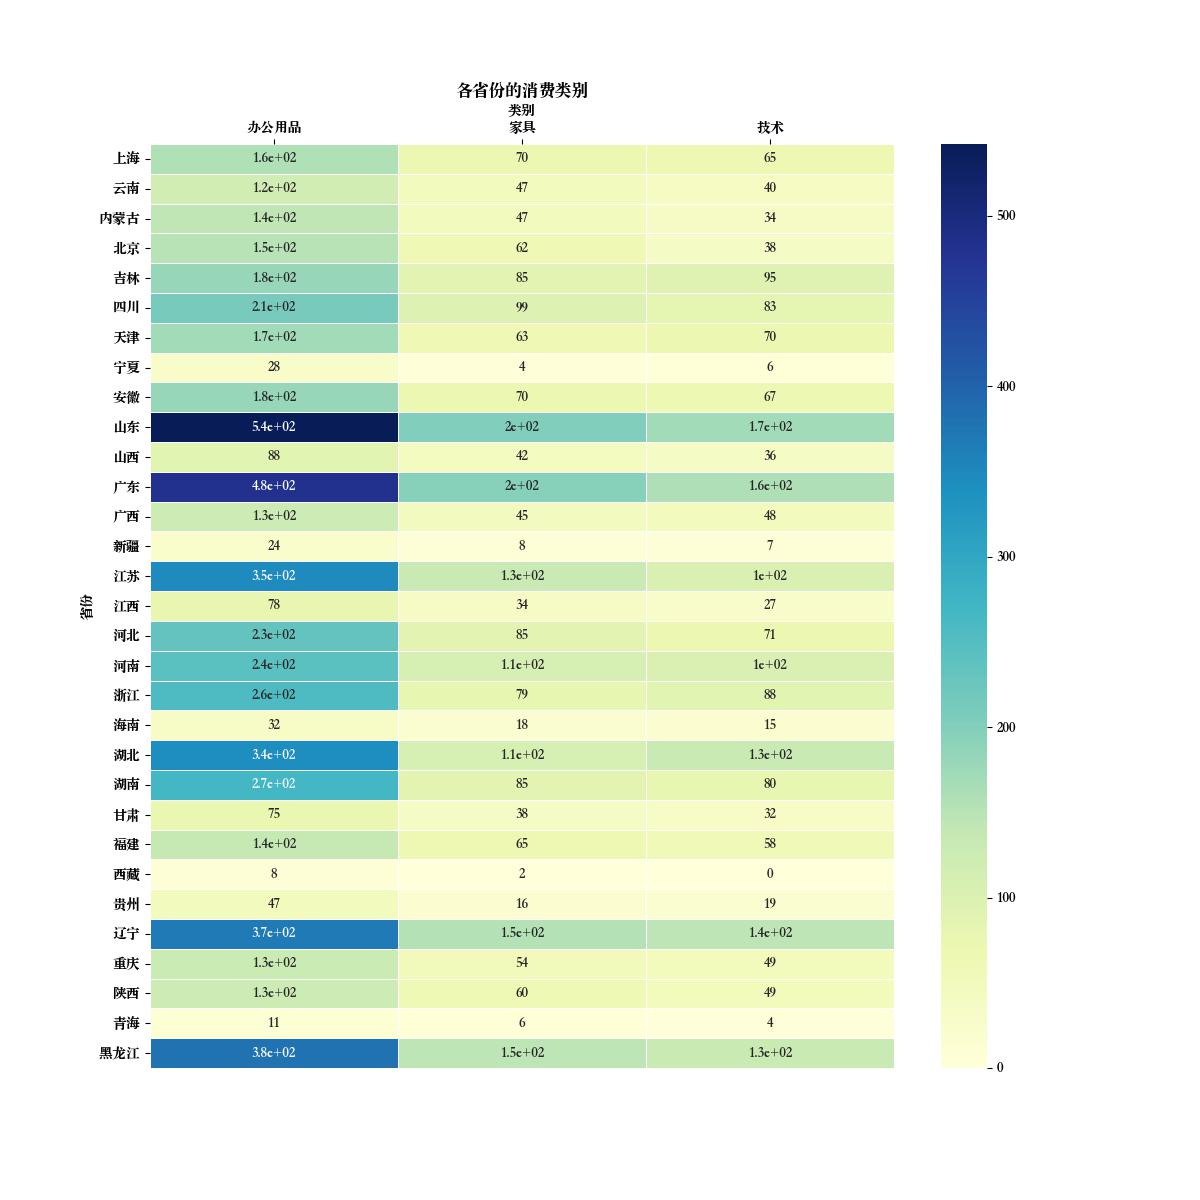 各省份的消费类别
类别
办公用品 家具 技术
上海 1.6e+02 70 65
云南 1.2e+02 47 40
内蒙古 1.4e+02 47 34
北京 1.5e+02 62 38
吉林 1.8e+02 85 95
四川 2.1e+02 99 83
天津 1.7e+02 63 70
宁夏 28 4 6
安徽 1.8e+02 70 67
山东 5.4e+02 2e+02 1.7e+02
山西 88 42 36
广东 4.8e+02 2e+02 1.6e+02
广西 1.3e+02 45 48
新疆 24 8 7
江苏 3.5e+02 1.3e+02 1e+02
江西 78 34 27
河北 2.3e+02 85 71
河南 2.4e+02 1.1e+02 1e+02
浙江 2.6e+02 79 88
海南 32 18 15
湖北 3.4e+02 1.1e+02 1.3e+02
湖南 2.7e+02 85 80
甘肃 75 38 32
福建 1.4e+02 65 58
西藏 8 2 0
贵州 47 16 19
辽宁 3.7e+02 1.5e+02 1.4e+02
重庆 1.3e+02 54 49
陕西 1.3e+02 60 49
青海 11 6 4
黑龙江 3.8e+02 1.5e+02 1.3e+02
省份
500
400
300
200
100
0